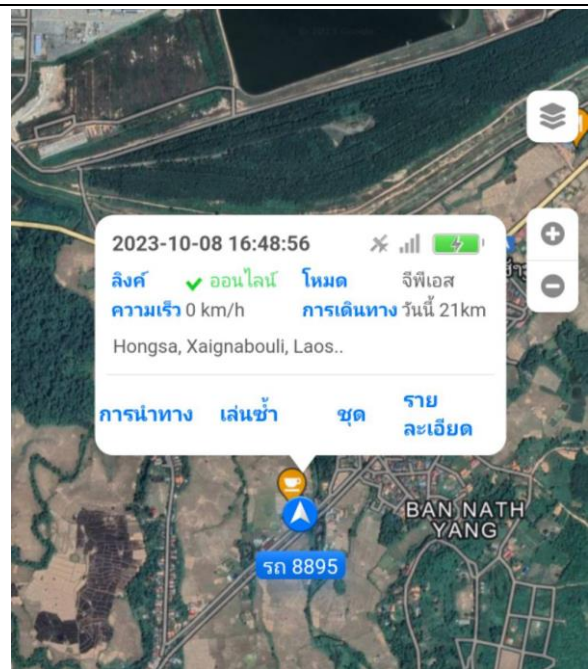 2023-10-08 16:48:56
ลิงค์ ออนไลน์ โหมด จีพีเอส
ความเร็ว 0 km/h การเดินทาง วันนี้ 21km
Hongsa, Xaignabouli, Laos..
การนำทาง เล่นซ้ำ ชุด ราย
ละเอียด
BAN NATH
YANG
รถ 8895